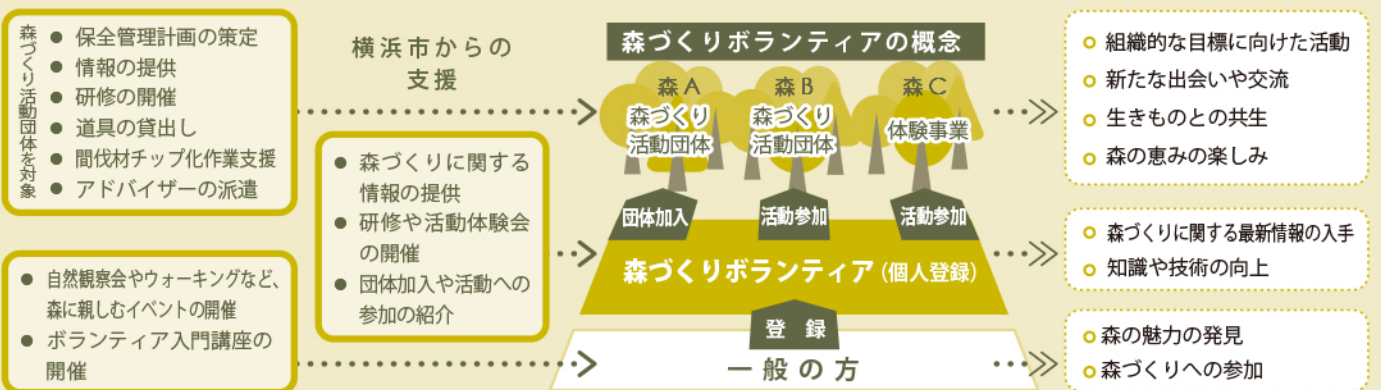 森づくり活動団体を対象
● 保全管理計画の策定
● 情報の提供
● 研修の開催
● 道具の貸出し
● 間伐材チップ化作業支援
● アドバイザーの派遣
横浜市からの
支援
● 森づくりに関する
情報の提供
● 研修や活動体験会
の開催
● 団体加入や活動への
参加の紹介
● 自然観察会やウォーキングなど、
森に親しむイベントの開催
● ボランティア入門講座の
開催
森づくりボランティアの概念
森A
森づくり
活動団体
森B
森づくり
活動団体
森C
体験事業
団体加入
活動参加
活動参加
森づくりボランティア(個人登録)
登 録
一般の方
組織的な目標に向けた活動
新たな出会いや交流
生きものとの共生
森の恵みの楽しみ
森づくりに関する最新情報の入手
知識や技術の向上
森の魅力の発見
森づくりへの参加